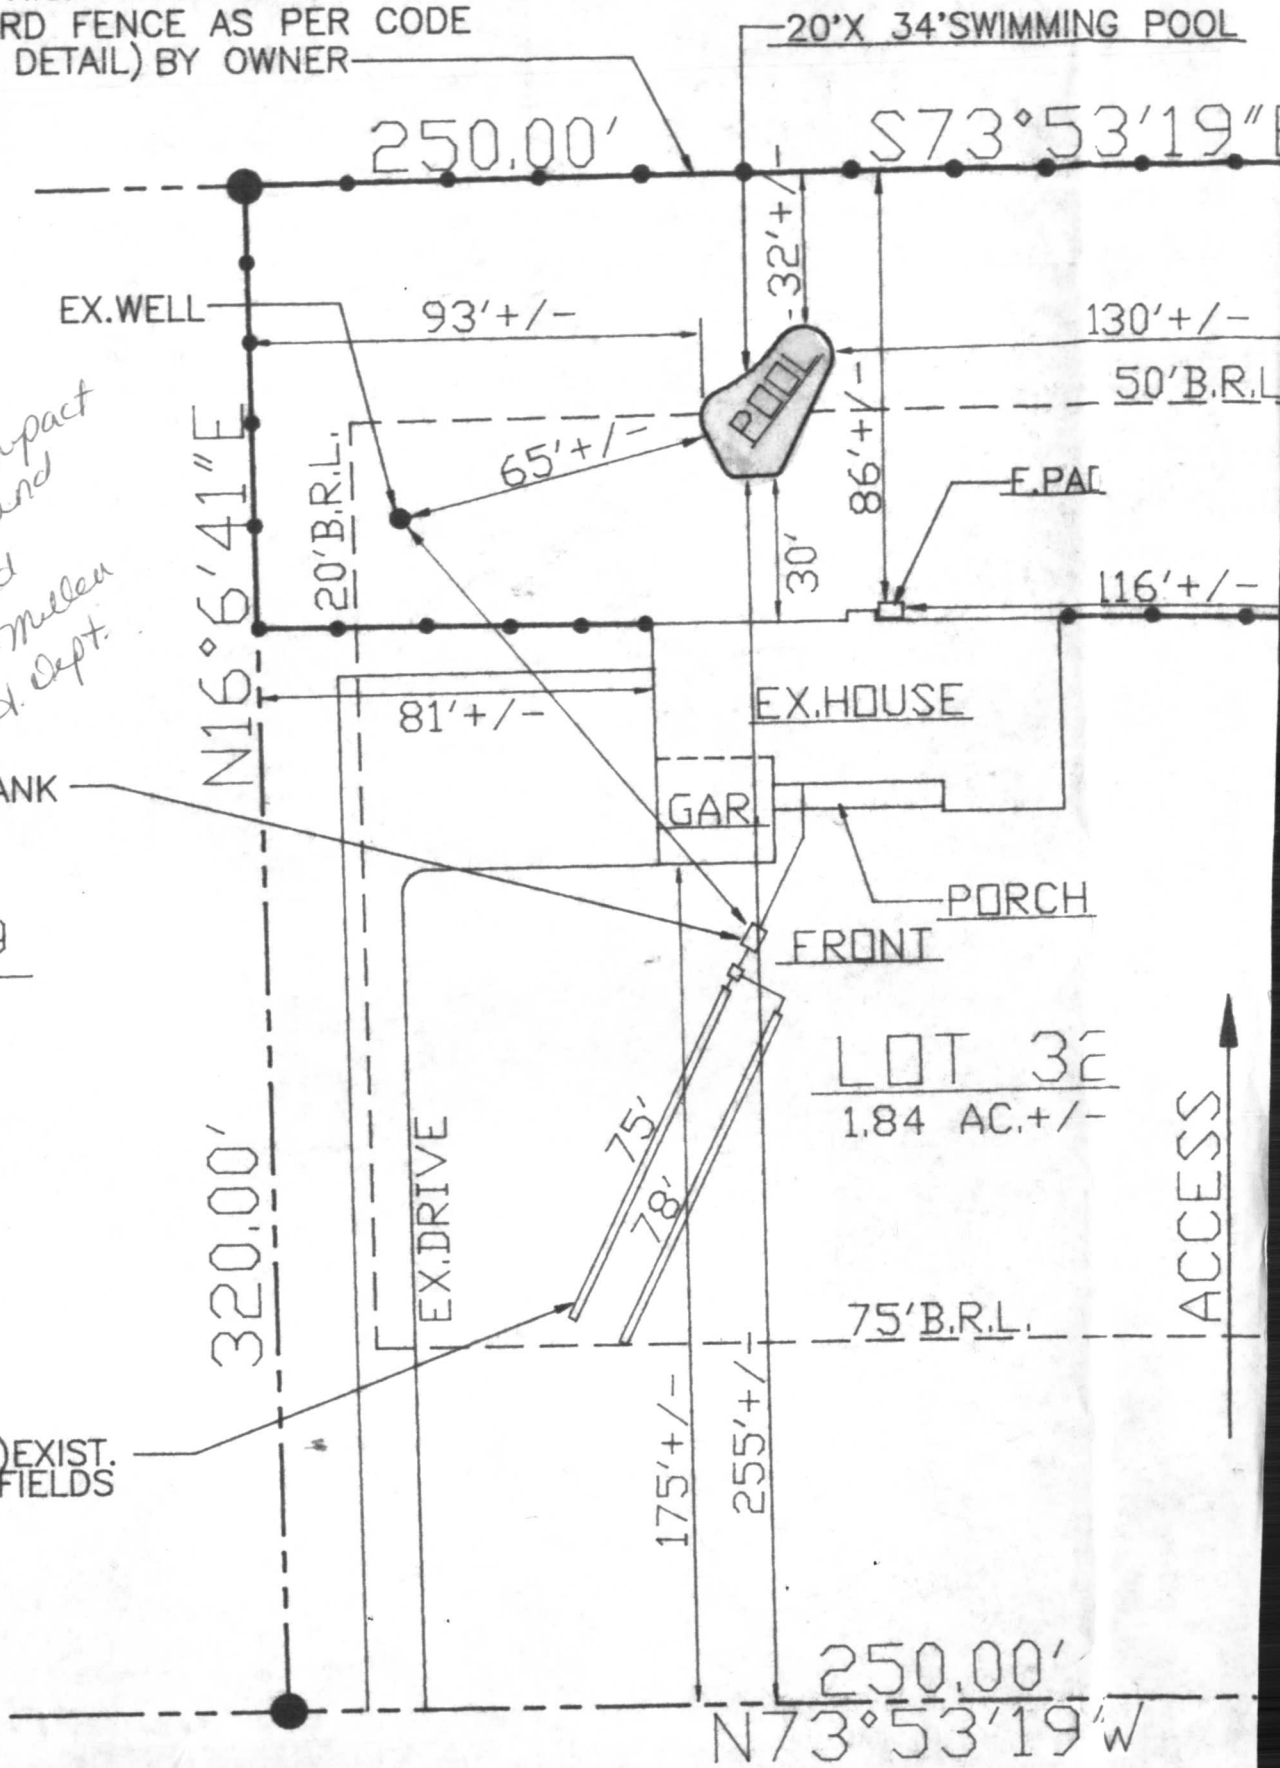 RD FENCE AS PER CODE
DETAIL) BY OWNER
20'X 34'SWIMMING POOL
250.00'
S73°53'19"E
32'+/-
EX.WELL
93'+/-
130'+/-
POOL
50'B.R.L
86'+/-
65'+/-
20'B.R.L.
and
Dept.
N16°6'41"E
30'
116'+/-
81'+/-
EX.HOUSE
ANK
GAR.
PORCH
FRONT
LOT 32
1.84 AC.+/-
75'
78'
EX.DRIVE
ACCESS
320.00'
75'B.R.L.
)EXIST.
FIELDS
175'+/-
255'+/-
250.00'
N73°53'19"W